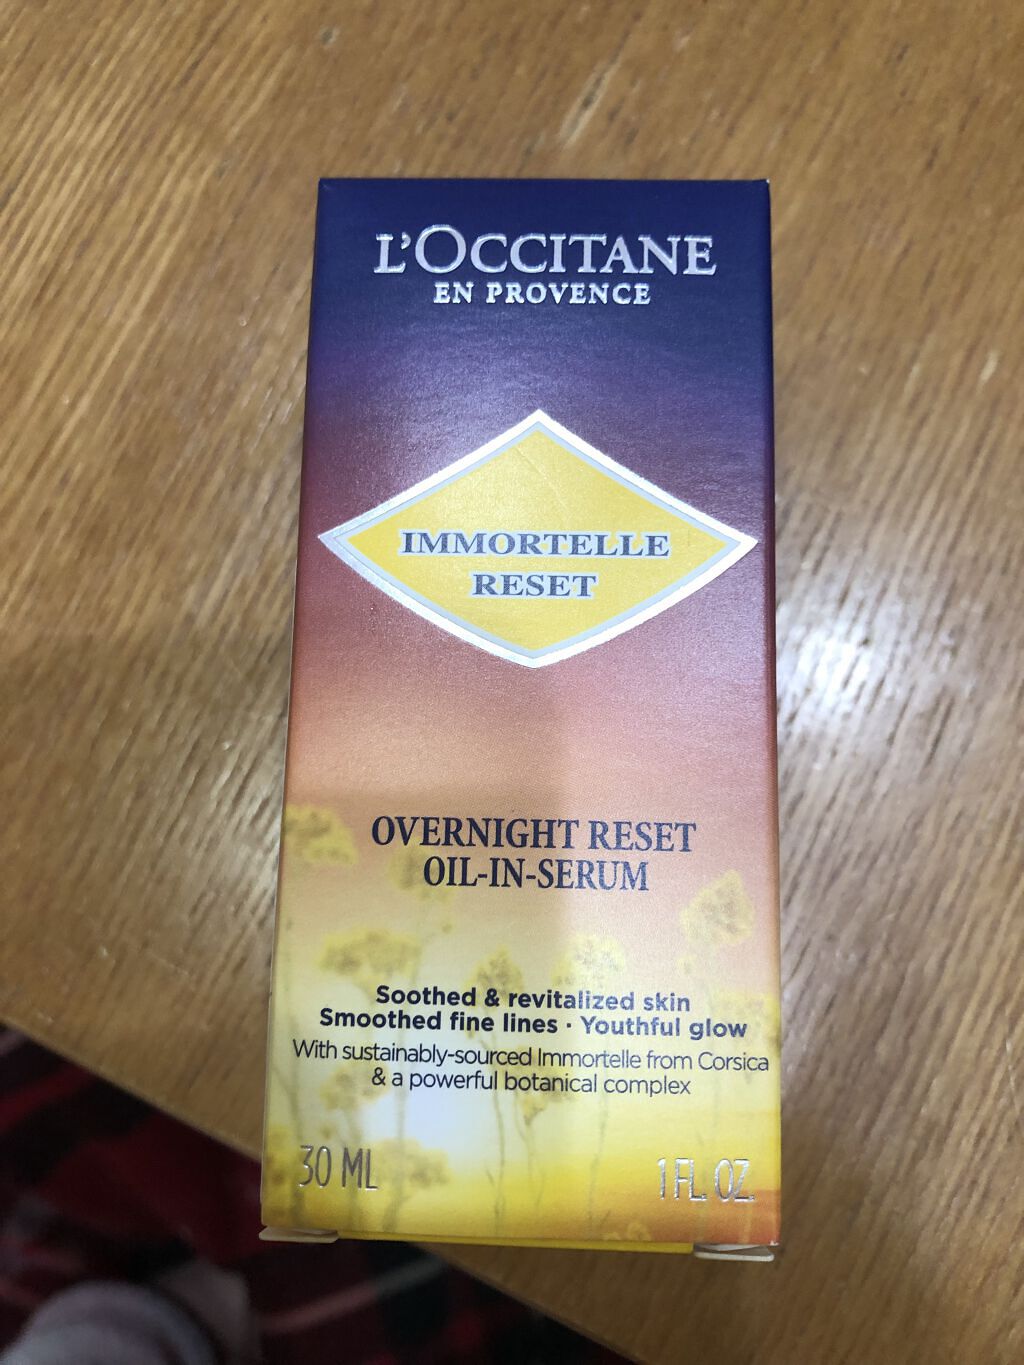 L'OCCITANE
EN PROVENCE
IMMORTELLE
RESET
OVERNIGHT RESET
OIL-IN-SERUM
Soothed & revitalized skin
Smoothed fine lines · Youthful glow
With sustainably-sourced Immortelle from Corsica
& a powerful botanical complex
30 ML
1 FL. OZ.